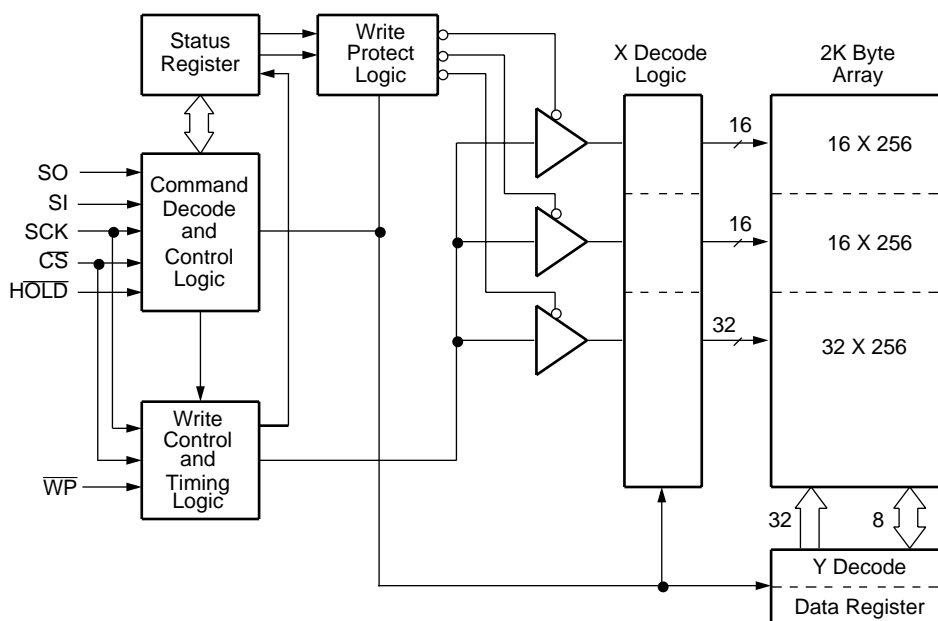 Status
Register
Write
Protect
Logic
X Decode
Logic
2K Byte
Array
16
16 X 256
SO
SI
SCK
CS
HOLD
Command
Decode
and
Control
Logic
16
16 X 256
32
32 X 256
Write
Control
and
Timing
Logic
WP
32
8
Y Decode
Data Register